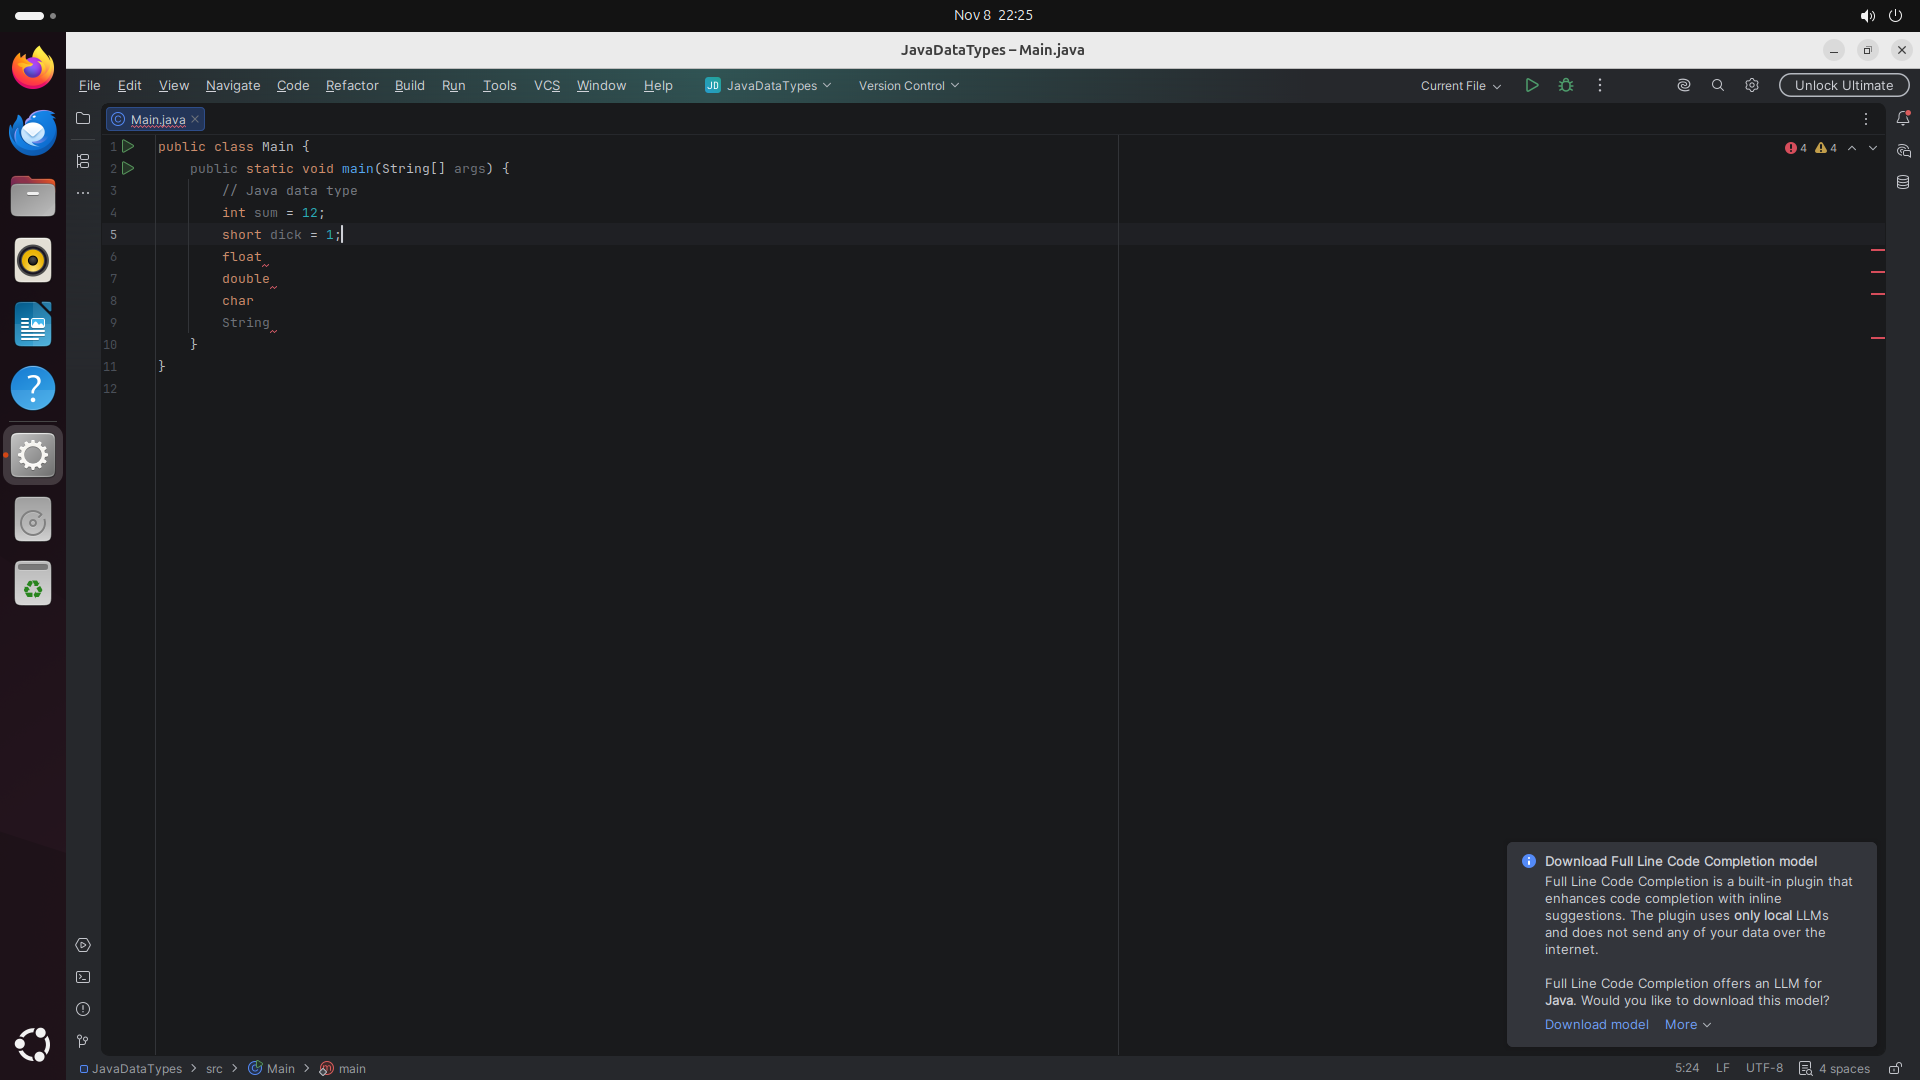 Nov 8 22:25
JavaDataTypes – Main.java
File Edit View Navigate Code Refactor Build Run Tools VCS Window Help JD JavaDataTypes Version Control Current File Unlock Ultimate
Main.java
4 4
1 public class Main {
2 public static void main(String[] args) {
3 // Java data type
4 int sum = 12;
5 short dick = 1;
6 float
7 double
8 char
9 String
10 }
11 }
12
Download Full Line Code Completion model
Full Line Code Completion is a built-in plugin that
enhances code completion with inline
suggestions. The plugin uses only local LLMs
and does not send any of your data over the
internet.
Full Line Code Completion offers an LLM for
Java. Would you like to download this model?
Download model More
JavaDataTypes > src > Main > main 5:24 LF UTF-8 4 spaces